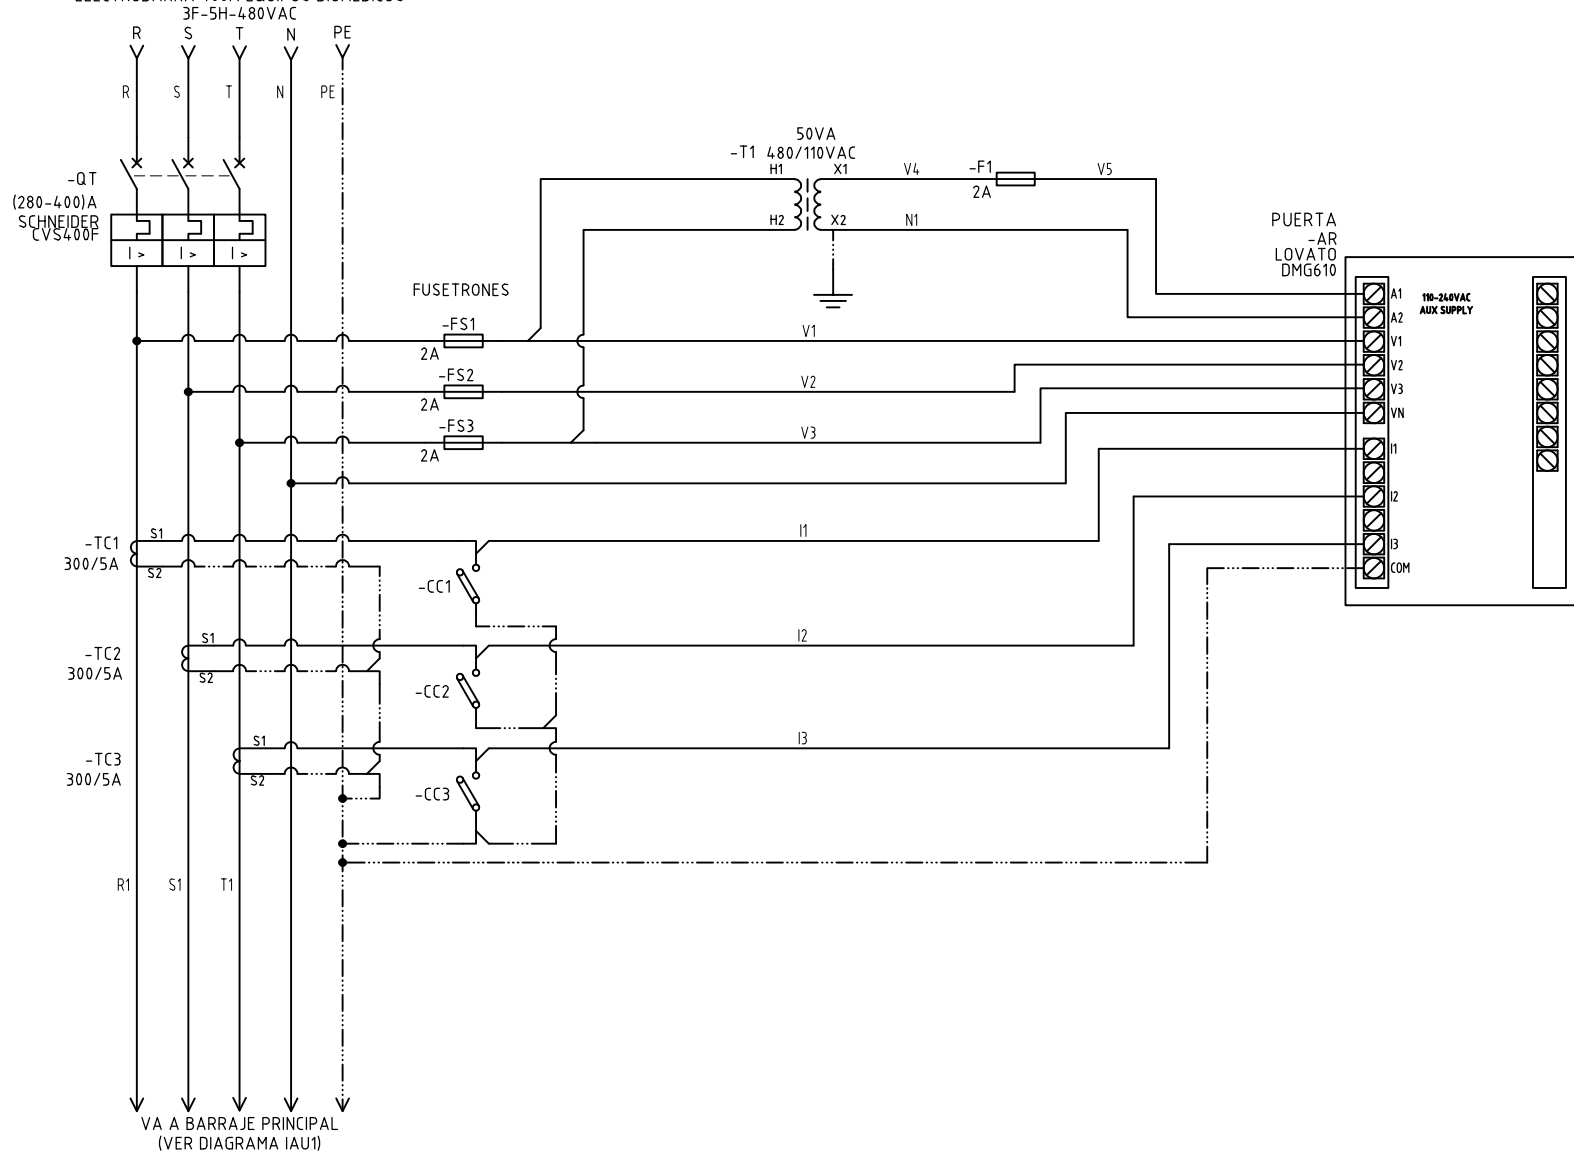 3F-5H-480VAC
R S T N PE
R S T N PE
50VA
-T1 480/110VAC
H1 X1 V4 -F1 V5
2A
-QT
(280-400)A
SCHNEIDER
CVS400F
H2 X2 N1
PUERTA
-AR
LOVATO
DMG610
I > I > I >
FUSETRONES
A1 110-240VAC
AUX SUPPLY
A2
-FS1 V1 V1
2A
V2
-FS2 V2 V3
2A
VN
-FS3 V3
2A
I1
I2
-TC1 S1 I1
300/5A S2
I3
COM
-CC1
-TC2 S1 I2
300/5A S2
-CC2
-TC3 S1 I3
300/5A S2
-CC3
R1 S1 T1
VA A BARRAJE PRINCIPAL
(VER DIAGRAMA IAU1)